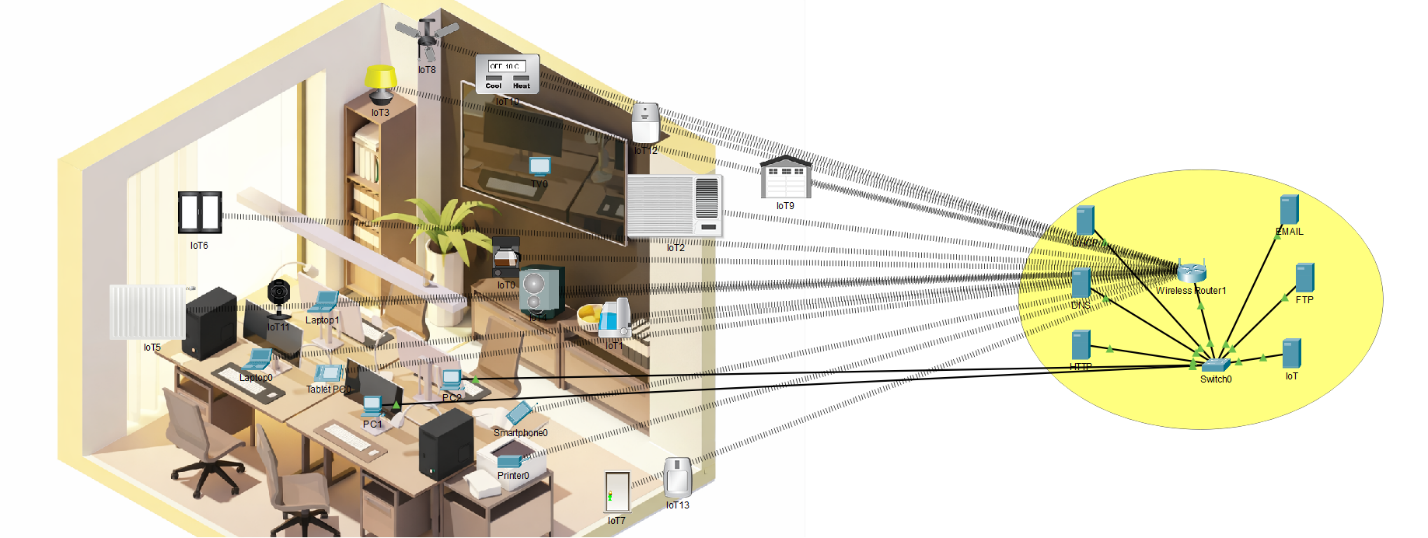 IoT8
OFF 10 C
Cool Heat
IoT3
IoT12
TV0
IoT9
IoT6
IoT2
DHCP
EMAIL
IoT0
Wireless Router1
DNS
FTP
IoT11
Laptop1
IoT5
IoT1
HTTP
IoT
Laptop0
Tablet PC0
PC2
Switch0
PC1
Smartphone0
Printer0
IoT7
IoT13